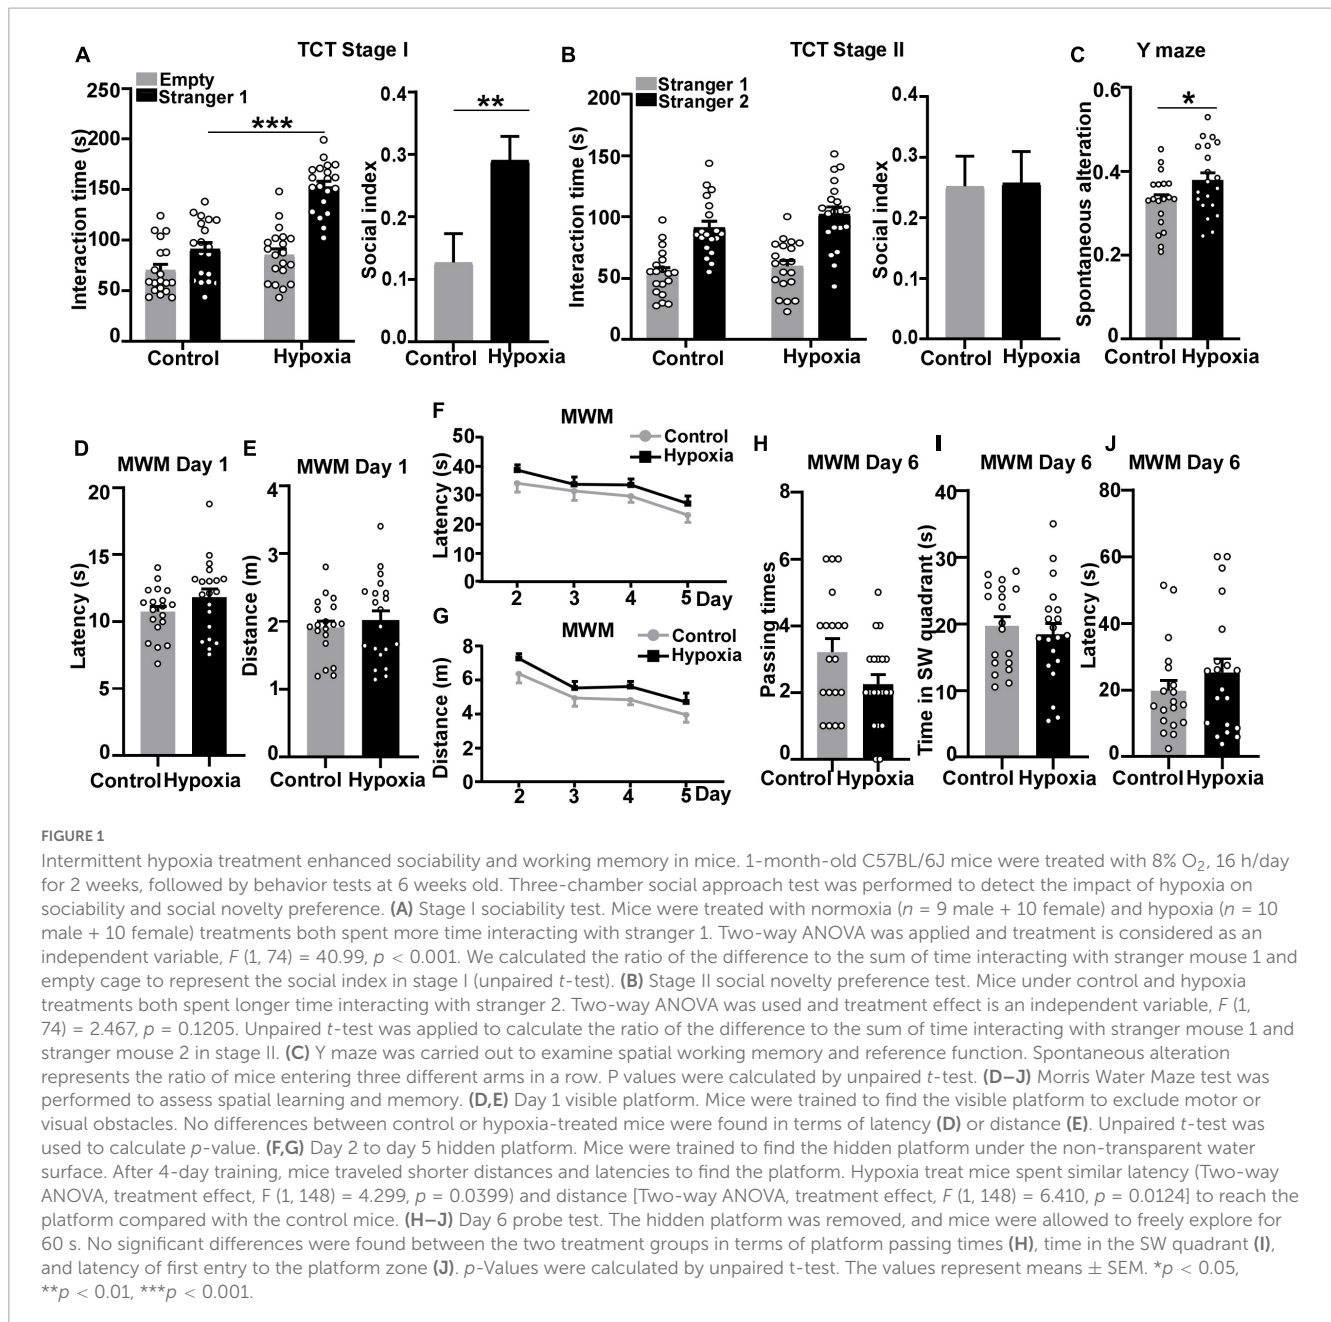 A
TCT Stage I
Empty
Stranger 1
Interaction time (s)
250
200
150
100
50
0
***
Control
Hypoxia
Social index
0.4
0.3
0.2
0.1
0.0
**
Control
Hypoxia
B
TCT Stage II
Stranger 1
Stranger 2
Interaction time (s)
200
150
100
50
0
Control
Hypoxia
Social index
0.4
0.3
0.2
0.1
0.0
Control
Hypoxia
C
Y maze
Spontaneous alteration
0.6
0.4
0.2
0
*
Control
Hypoxia
D
MWM Day 1
Latency (s)
20
15
10
5
0
Control
Hypoxia
E
MWM Day 1
Distance (m)
4
3
2
1
0
Control
Hypoxia
F
MWM
Control
Hypoxia
Latency (s)
50
40
30
20
0
2 3 4 5 Day
G
MWM
Control
Hypoxia
Distance (m)
8
6
4
2
0
2 3 4 5 Day
H
MWM Day 6
Passing times
8
6
4
2
0
Control
Hypoxia
I
MWM Day 6
Time in SW quadrant (s)
40
30
20
10
0
Control
Hypoxia
J
MWM Day 6
Latency (s)
80
60
40
20
0
Control
Hypoxia
FIGURE 1
Intermittent hypoxia treatment enhanced sociability and working memory in mice. 1-month-old C57BL/6J mice were treated with 8% O₂, 16 h/day
for 2 weeks, followed by behavior tests at 6 weeks old. Three-chamber social approach test was performed to detect the impact of hypoxia on
sociability and social novelty preference. (A) Stage I sociability test. Mice were treated with normoxia (n = 9 male + 10 female) and hypoxia (n = 10
male + 10 female) treatments both spent more time interacting with stranger 1. Two-way ANOVA was applied and treatment is considered as an
independent variable, F (1, 74) = 40.99, p < 0.001. We calculated the ratio of the difference to the sum of time interacting with stranger mouse 1 and
empty cage to represent the social index in stage I (unpaired t-test). (B) Stage II social novelty preference test. Mice under control and hypoxia
treatments both spent longer time interacting with stranger 2. Two-way ANOVA was used and treatment effect is an independent variable, F (1,
74) = 2.467, p = 0.1205. Unpaired t-test was applied to calculate the ratio of the difference to the sum of time interacting with stranger mouse 1 and
stranger mouse 2 in stage II. (C) Y maze was carried out to examine spatial working memory and reference function. Spontaneous alteration
represents the ratio of mice entering three different arms in a row. P values were calculated by unpaired t-test. (D–J) Morris Water Maze test was
performed to assess spatial learning and memory. (D,E) Day 1 visible platform. Mice were trained to find the visible platform to exclude motor or
visual obstacles. No differences between control or hypoxia-treated mice were found in terms of latency (D) or distance (E). Unpaired t-test was
used to calculate p-value. (F,G) Day 2 to day 5 hidden platform. Mice were trained to find the hidden platform under the non-transparent water
surface. After 4-day training, mice traveled shorter distances and latencies to find the platform. Hypoxia treat mice spent similar latency (Two-way
ANOVA, treatment effect, F (1, 148) = 4.299, p = 0.0399) and distance [Two-way ANOVA, treatment effect, F (1, 148) = 6.410, p = 0.0124] to reach the
platform compared with the control mice. (H–J) Day 6 probe test. The hidden platform was removed, and mice were allowed to freely explore for
60 s. No significant differences were found between the two treatment groups in terms of platform passing times (H), time in the SW quadrant (I),
and latency of first entry to the platform zone (J). p-Values were calculated by unpaired t-test. The values represent means ± SEM. *p < 0.05,
**p < 0.01, ***p < 0.001.